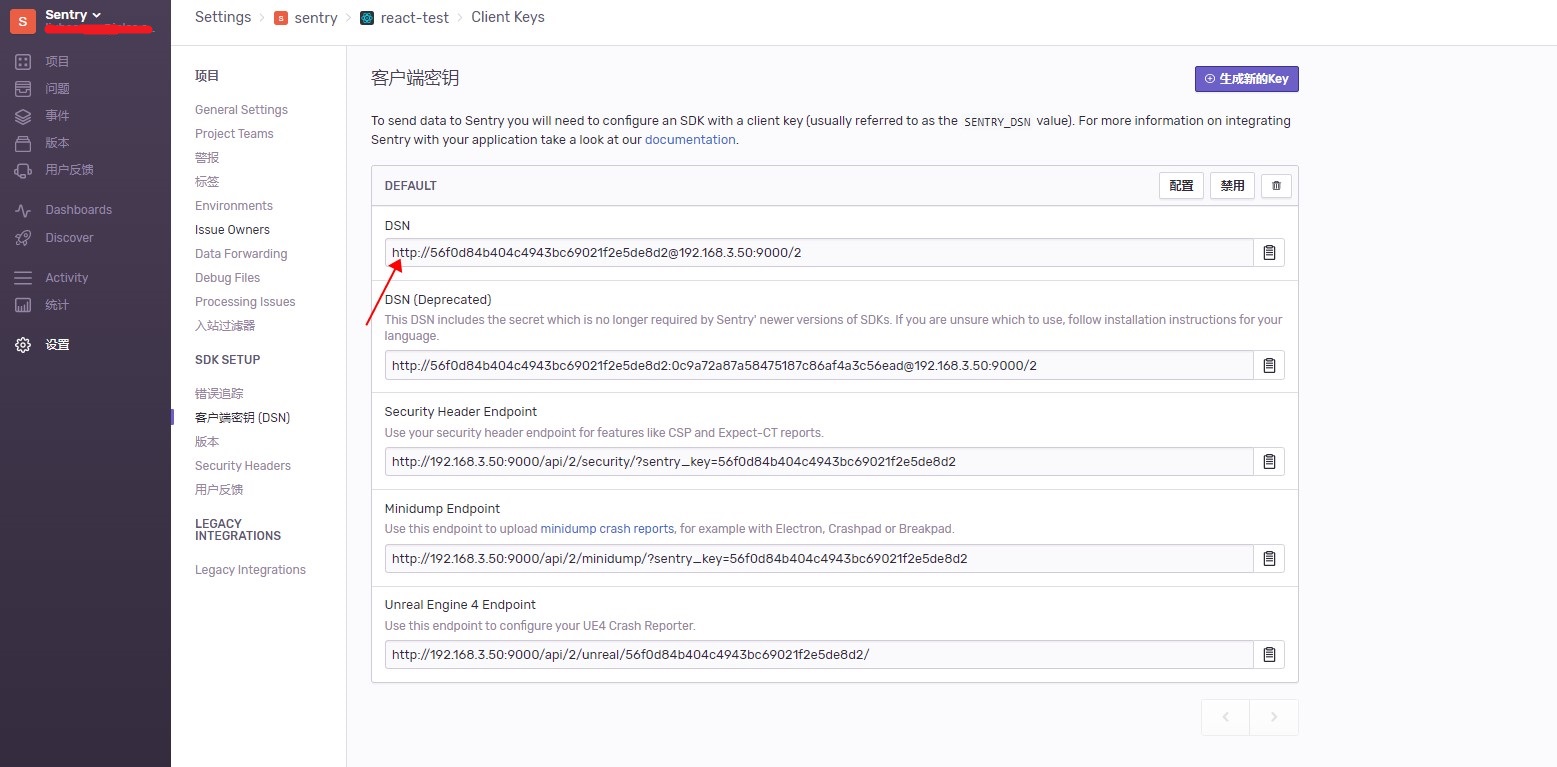 S
Sentry
项目
问题
事件
版本
用户反馈
Dashboards
Discover
Activity
统计
设置
Settings > S sentry > react-test > Client Keys
项目
General Settings
Project Teams
警报
标签
Environments
Issue Owners
Data Forwarding
Debug Files
Processing Issues
入站过滤器
SDK SETUP
错误追踪
客户端密钥 (DSN)
版本
Security Headers
用户反馈
LEGACY
INTEGRATIONS
Legacy Integrations
客户端密钥
生成新的Key
To send data to Sentry you will need to configure an SDK with a client key (usually referred to as the SENTRY_DSN value). For more information on integrating
Sentry with your application take a look at our documentation.
DEFAULT
配置
禁用
DSN
http://56f0d84b404c4943bc69021f2e5de8d2@192.168.3.50:9000/2
DSN (Deprecated)
This DSN includes the secret which is no longer required by Sentry' newer versions of SDKs. If you are unsure which to use, follow installation instructions for your
language.
http://56f0d84b404c4943bc69021f2e5de8d2:0c9a72a87a58475187c86af4a3c56ead@192.168.3.50:9000/2
Security Header Endpoint
Use your security header endpoint for features like CSP and Expect-CT reports.
http://192.168.3.50:9000/api/2/security/?sentry_key=56f0d84b404c4943bc69021f2e5de8d2
Minidump Endpoint
Use this endpoint to upload minidump crash reports, for example with Electron, Crashpad or Breakpad.
http://192.168.3.50:9000/api/2/minidump/?sentry_key=56f0d84b404c4943bc69021f2e5de8d2
Unreal Engine 4 Endpoint
Use this endpoint to configure your UE4 Crash Reporter.
http://192.168.3.50:9000/api/2/unreal/56f0d84b404c4943bc69021f2e5de8d2/